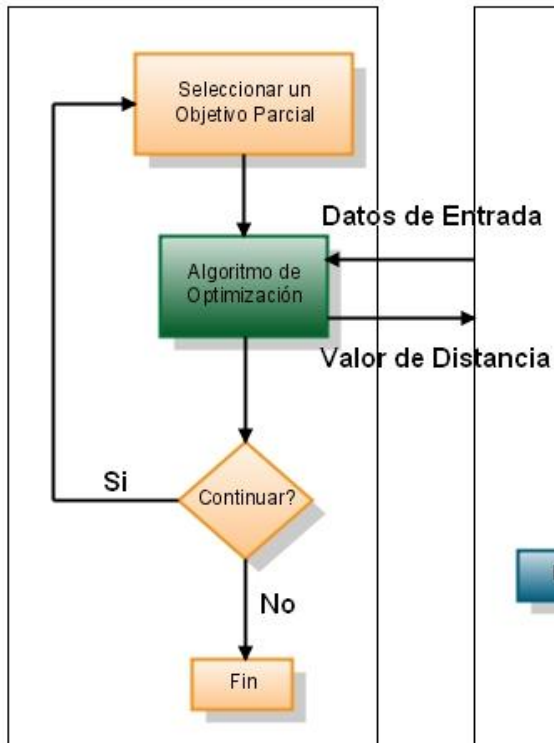 Seleccionar un
Objetivo Parcial
Datos de Entrada
Algoritmo de
Optimización
Valor de Distancia
Si
Continuar?
No
Fin